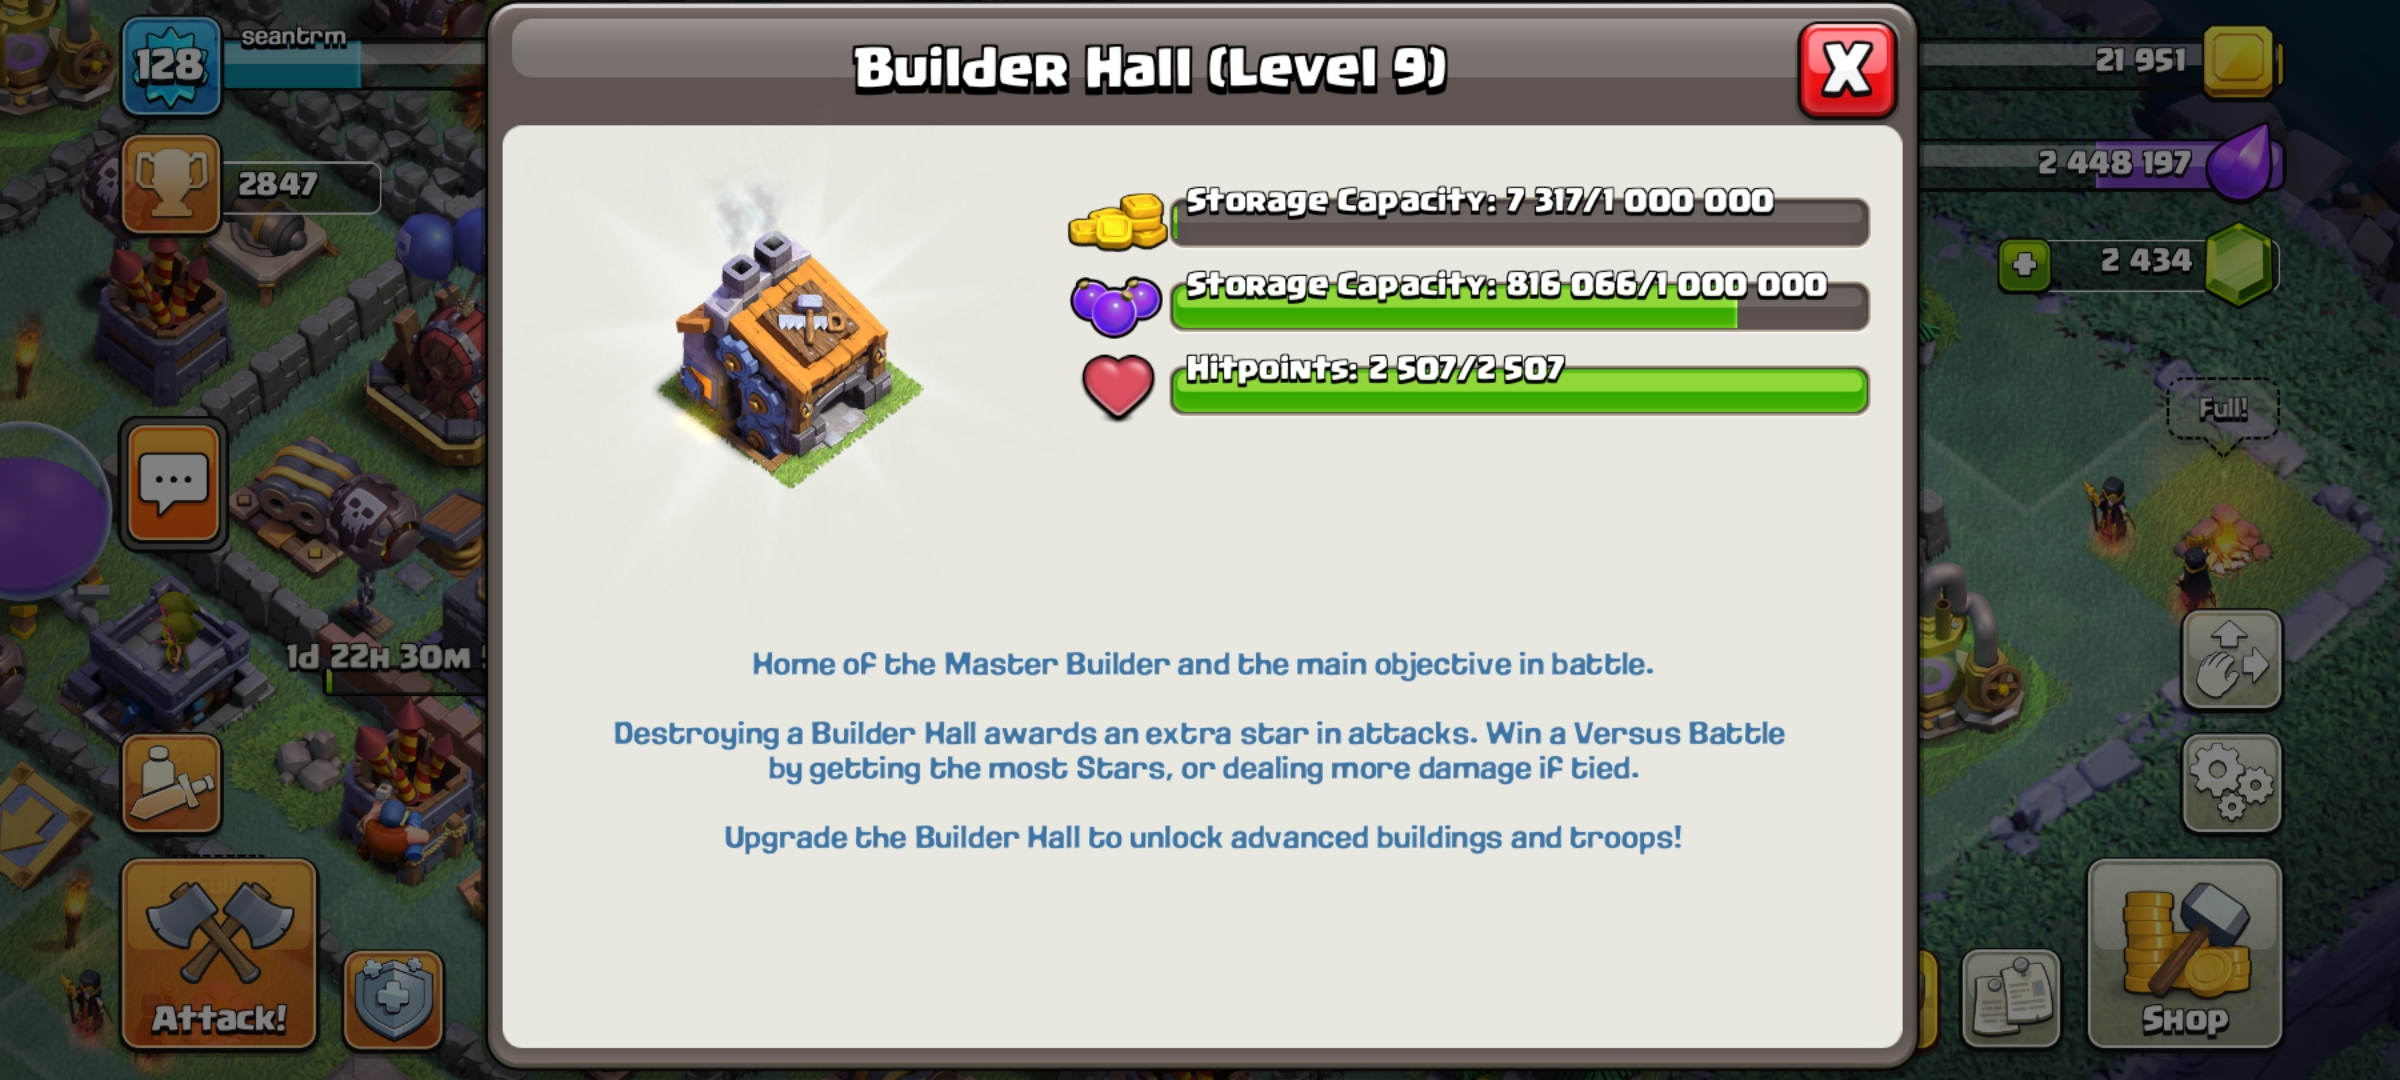 128
seantrm
Builder Hall (Level 9)
X
21 951
2847
2 448 197
Storage Capacity: 7 317/1 000 000
2 434
Storage Capacity: 816 066/1 000 000
Hitpoints: 2 507/2 507
Full!
1d 22H 30M
Home of the Master Builder and the main objective in battle.
Destroying a Builder Hall awards an extra star in attacks. Win a Versus Battle
by getting the most Stars, or dealing more damage if tied.
Upgrade the Builder Hall to unlock advanced buildings and troops!
Full!
Attack!
Shop